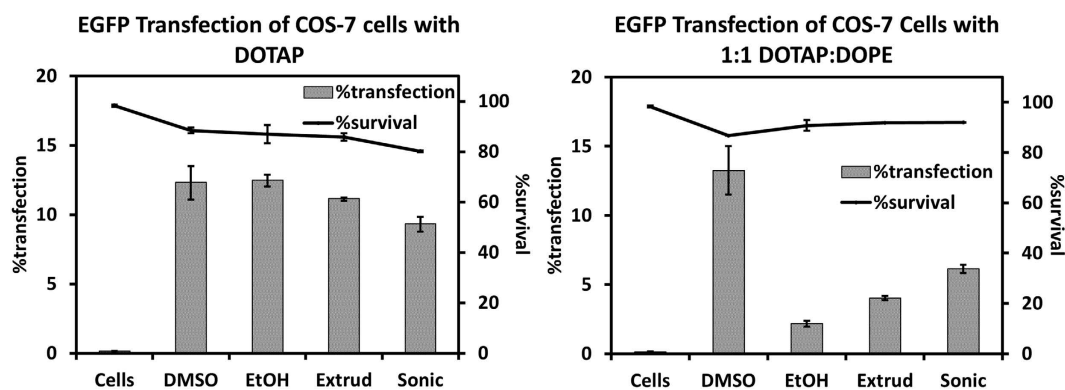 EGFP Transfection of COS-7 cells with
DOTAP
20
15
10
5
0
%transfection
100
80
60
40
20
0
%survival
%transfection
%survival
Cells DMSO EtOH Extrud Sonic
EGFP Transfection of COS-7 Cells with
1:1 DOTAP:DOPE
20
15
10
5
0
%transfection
100
80
60
40
20
0
%survival
%transfection
%survival
Cells DMSO EtOH Extrud Sonic